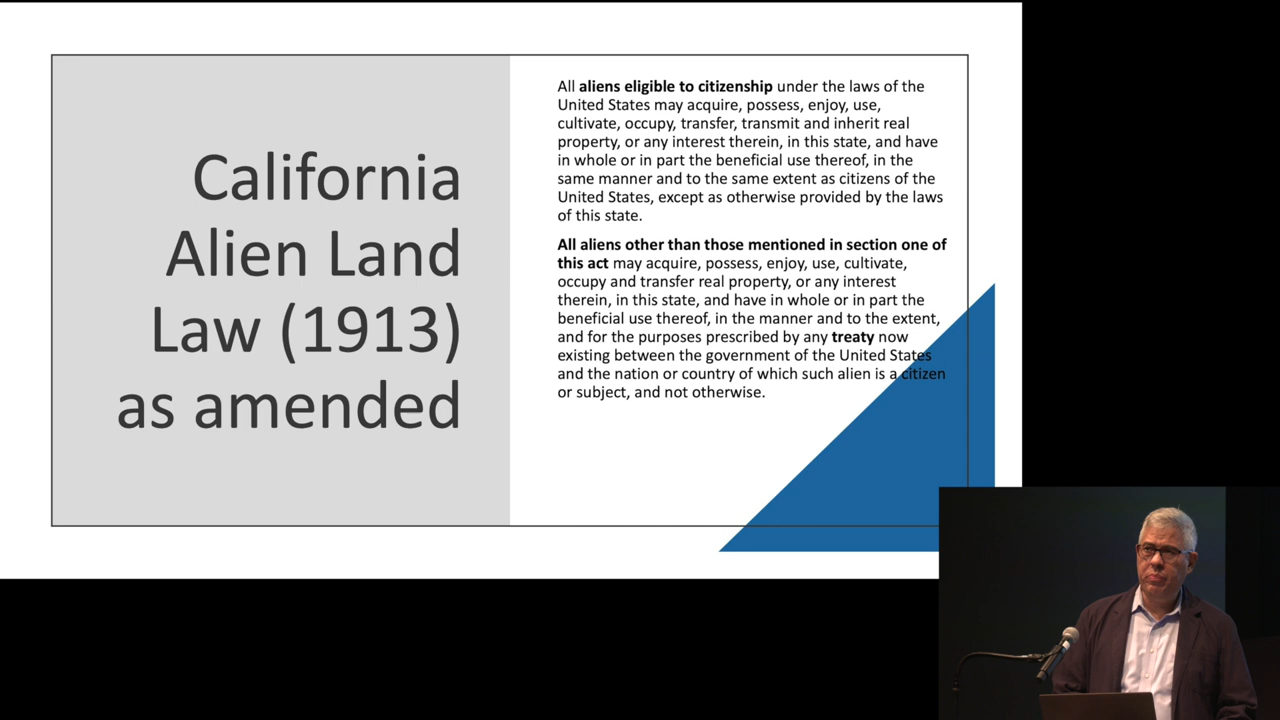 California
Alien Land
Law (1913)
as amended
All aliens eligible to citizenship under the laws of the
United States may acquire, possess, enjoy, use,
cultivate, occupy, transfer, transmit and inherit real
property, or any interest therein, in this state, and have
in whole or in part the beneficial use thereof, in the
same manner and to the same extent as citizens of the
United States, except as otherwise provided by the laws
of this state.
All aliens other than those mentioned in section one of
this act may acquire, possess, enjoy, use, cultivate,
occupy and transfer real property, or any interest
therein, in this state, and have in whole or in part the
beneficial use thereof, in the manner and to the extent,
and for the purposes prescribed by any treaty now
existing between the government of the United States
and the nation or country of which such alien is a citizen
or subject, and not otherwise.